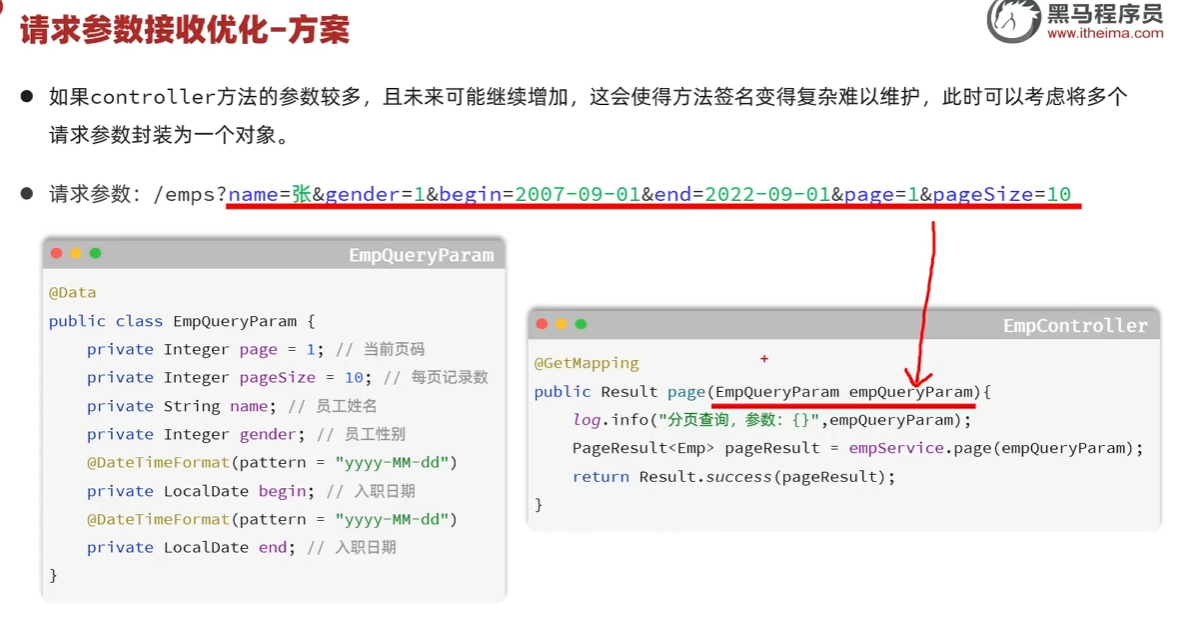 请求参数接收优化-方案
黑马程序员
www.itheima.com
● 如果controller方法的参数较多，且未来可能继续增加，这会使得方法签名变得复杂难以维护，此时可以考虑将多个
请求参数封装为一个对象。
● 请求参数：/emps?name=张&gender=1&begin=2007-09-01&end=2022-09-01&page=1&pageSize=10
EmpQueryParam
@Data
public class EmpQueryParam {
private Integer page = 1; // 当前页码
private Integer pageSize = 10; // 每页记录数
private String name; // 员工姓名
private Integer gender; // 员工性别
@DateTimeFormat(pattern = "yyyy-MM-dd")
private LocalDate begin; // 入职日期
@DateTimeFormat(pattern = "yyyy-MM-dd")
private LocalDate end; // 入职日期
}
EmpController
@GetMapping
public Result page(EmpQueryParam empQueryParam){
log.info("分页查询，参数：{}",empQueryParam);
PageResult<Emp> pageResult = empService.page(empQueryParam);
return Result.success(pageResult);
}